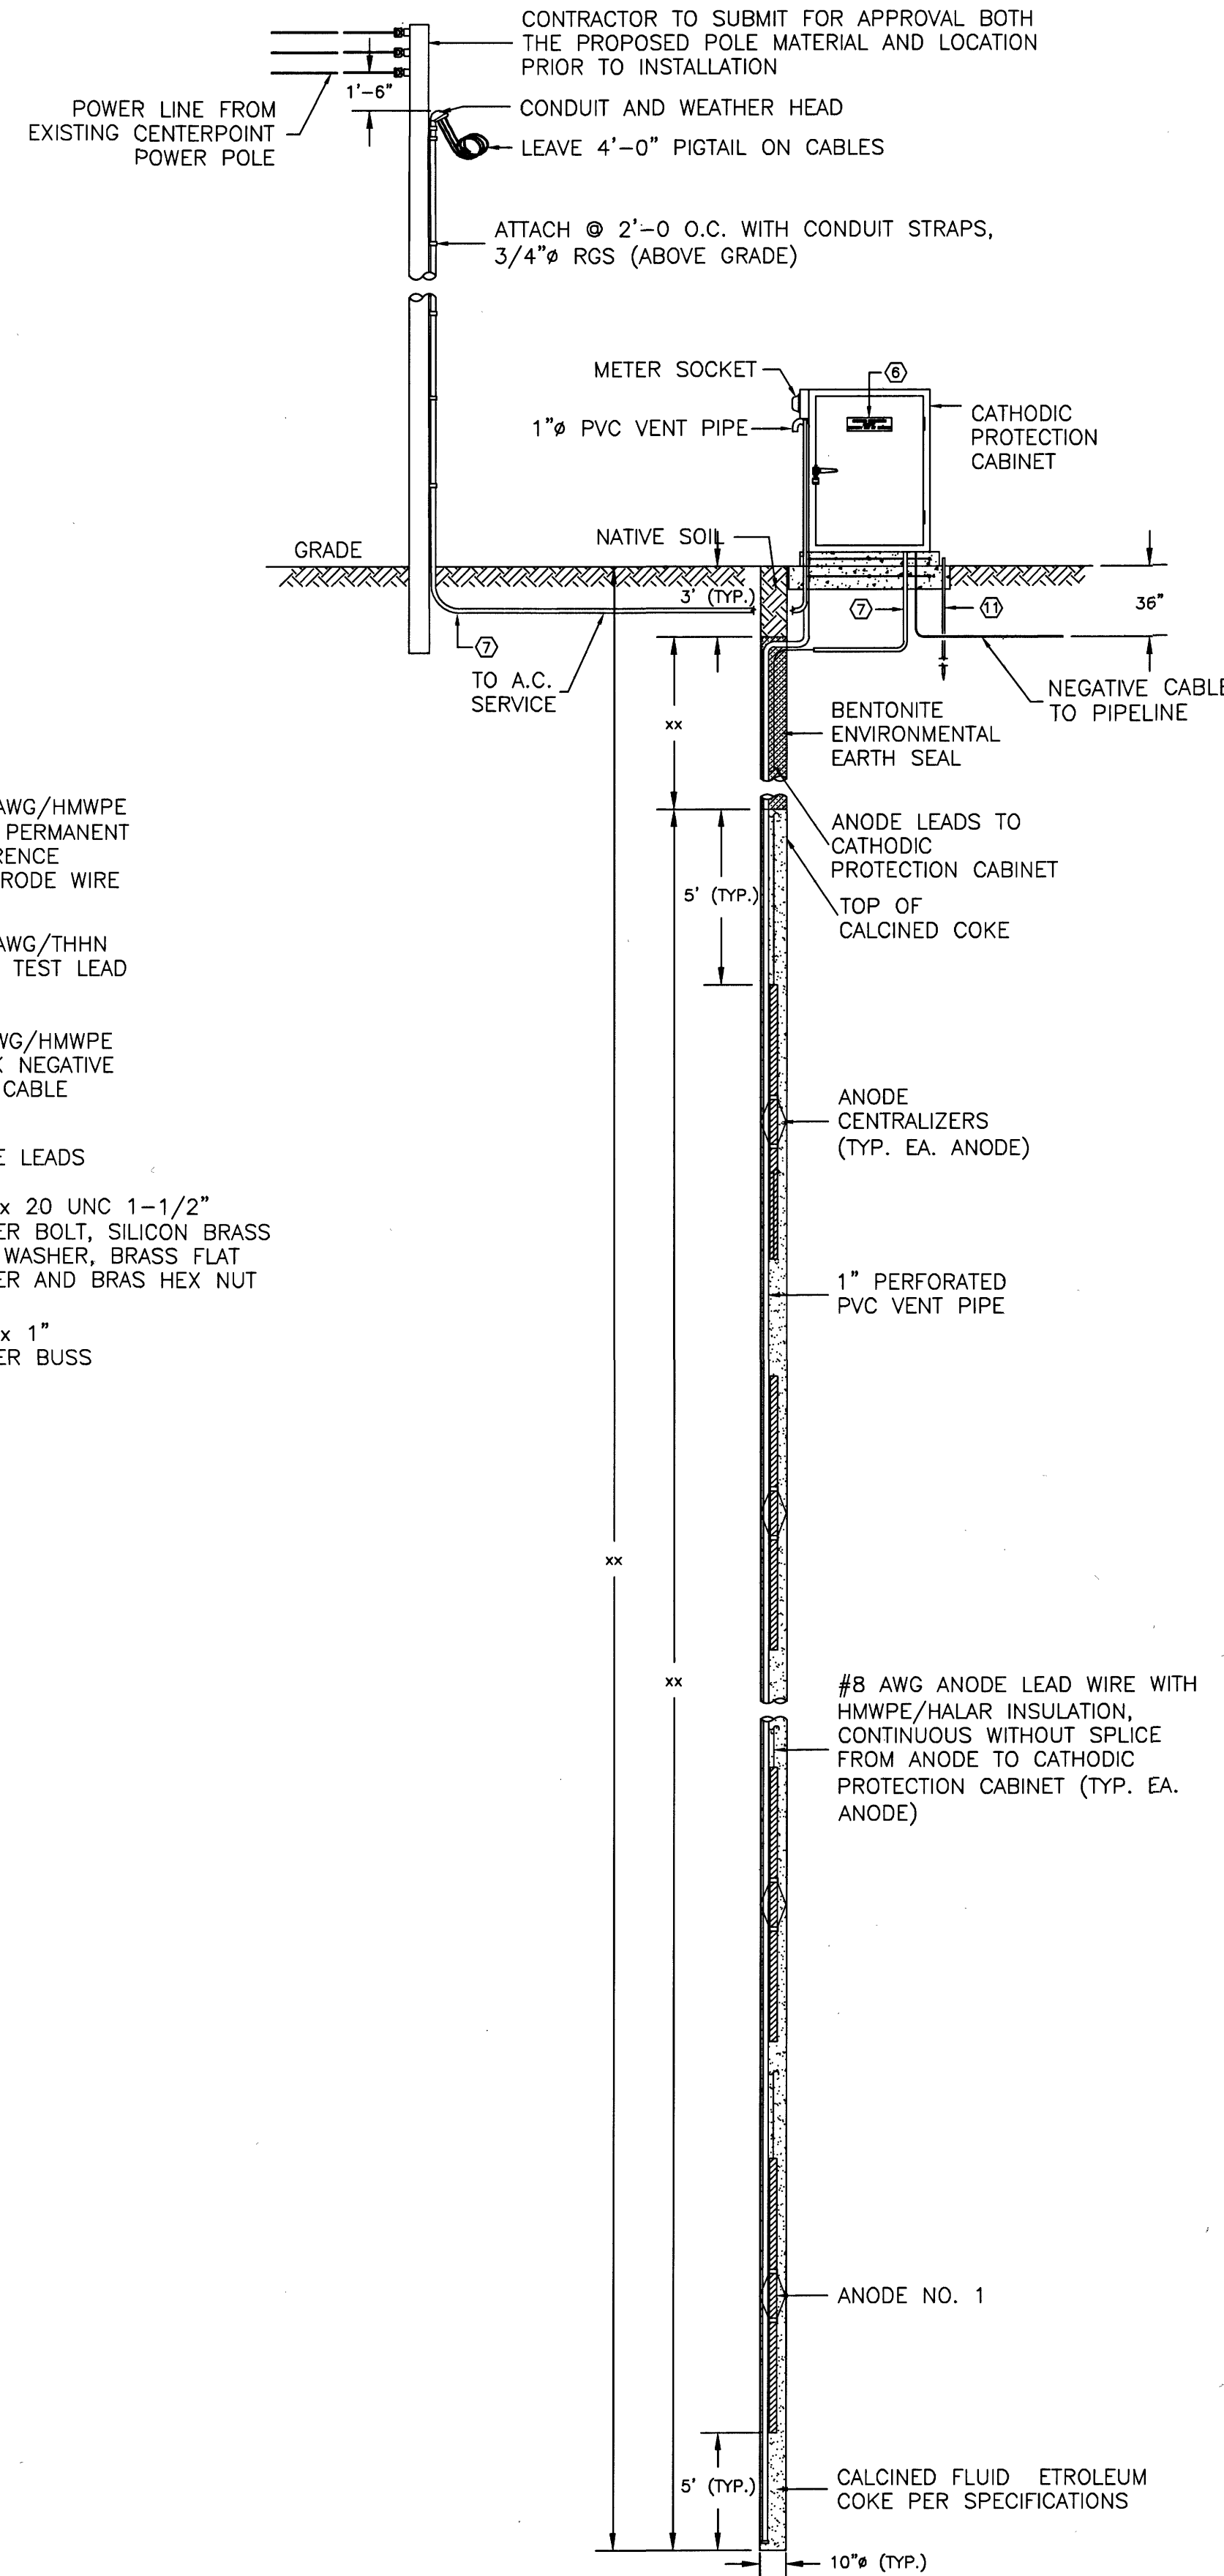 CONTRACTOR TO SUBMIT FOR APPROVAL BOTH
THE PROPOSED POLE MATERIAL AND LOCATION
PRIOR TO INSTALLATION
1'-6"
POWER LINE FROM
EXISTING CENTERPOINT
POWER POLE
CONDUIT AND WEATHER HEAD
LEAVE 4'-0" PIGTAIL ON CABLES
ATTACH @ 2'-0 O.C. WITH CONDUIT STRAPS,
3/4"ø RGS (ABOVE GRADE)
METER SOCKET
6
1"ø PVC VENT PIPE
CATHODIC
PROTECTION
CABINET
GRADE
NATIVE SOIL
3' (TYP.)
7
11
36"
7
TO A.C.
SERVICE
NEGATIVE CABLE
TO PIPELINE
xx
BENTONITE
ENVIRONMENTAL
EARTH SEAL
AWG/HMWPE
PERMANENT
RENCE
RODE WIRE
ANODE LEADS TO
CATHODIC
PROTECTION CABINET
5' (TYP.)
TOP OF
CALCINED COKE
AWG/THHN
TEST LEAD
WG/HMWPE
K NEGATIVE
CABLE
ANODE
CENTRALIZERS
(TYP. EA. ANODE)
E LEADS
x 20 UNC 1-1/2"
ER BOLT, SILICON BRASS
WASHER, BRASS FLAT
ER AND BRAS HEX NUT
1" PERFORATED
PVC VENT PIPE
x 1"
ER BUSS
xx
xx
#8 AWG ANODE LEAD WIRE WITH
HMWPE/HALAR INSULATION,
CONTINUOUS WITHOUT SPLICE
FROM ANODE TO CATHODIC
PROTECTION CABINET (TYP. EA.
ANODE)
ANODE NO. 1
5' (TYP.)
CALCINED FLUID ETROLEUM
COKE PER SPECIFICATIONS
10"ø (TYP.)